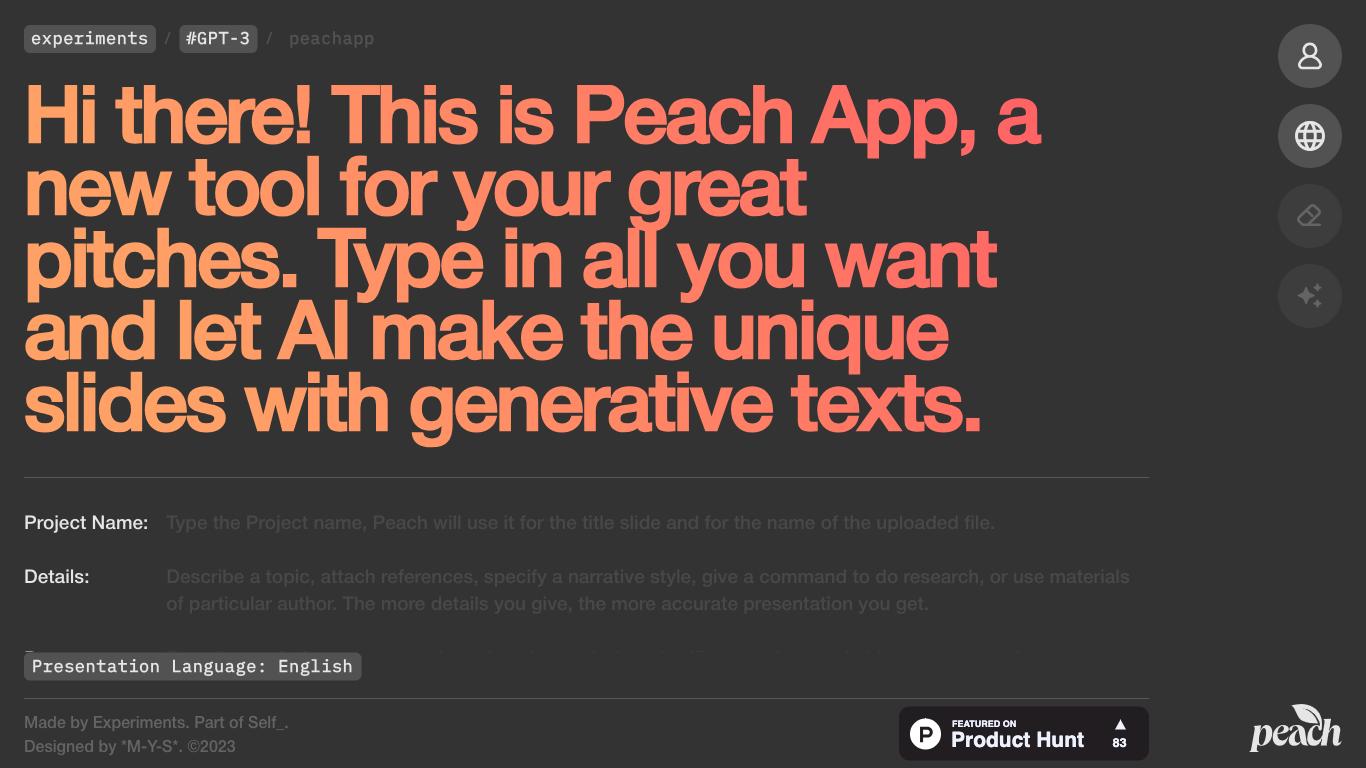 experiments / #GPT-3 / peachapp
Hi there! This is Peach App, a
new tool for your great
pitches. Type in all you want
and let AI make the unique
slides with generative texts.
Project Name: Type the Project name, Peach will use it for the title slide and for the name of the uploaded file.
Details: Describe a topic, attach references, specify a narrative style, give a command to do research, or use materials
of particular author. The more details you give, the more accurate presentation you get.
Presentation Language: English
Made by Experiments. Part of Self_.
Designed by *M-Y-S*. ©2023
P
FEATURED ON
Product Hunt
▲
83
peach